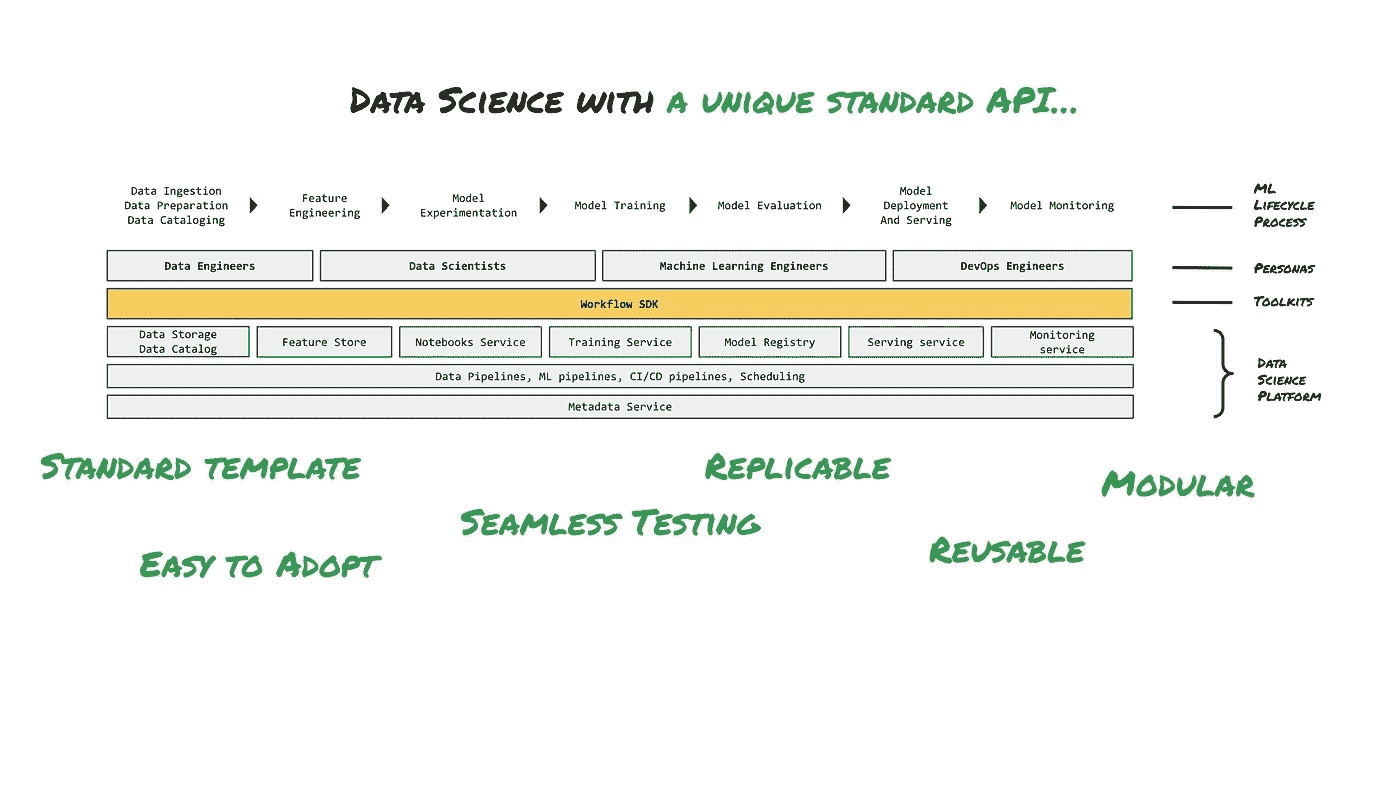 Data Science with a unique standard API...
Data Ingestion
Data Preparation
Data Cataloging
Feature
Engineering
Model
Experimentation
Model Training
Model Evaluation
Model
Deployment
And Serving
Model Monitoring
ML
Lifecycle
Process
Data Engineers
Data Scientists
Machine Learning Engineers
DevOps Engineers
Personas
Workflow SDK
Toolkits
Data Storage
Data Catalog
Feature Store
Notebooks Service
Training Service
Model Registry
Serving service
Monitoring
service
Data Pipelines, ML pipelines, CI/CD pipelines, Scheduling
Metadata Service
Data
Science
Platform
Standard template
Replicable
Modular
Seamless Testing
Reusable
Easy to Adopt